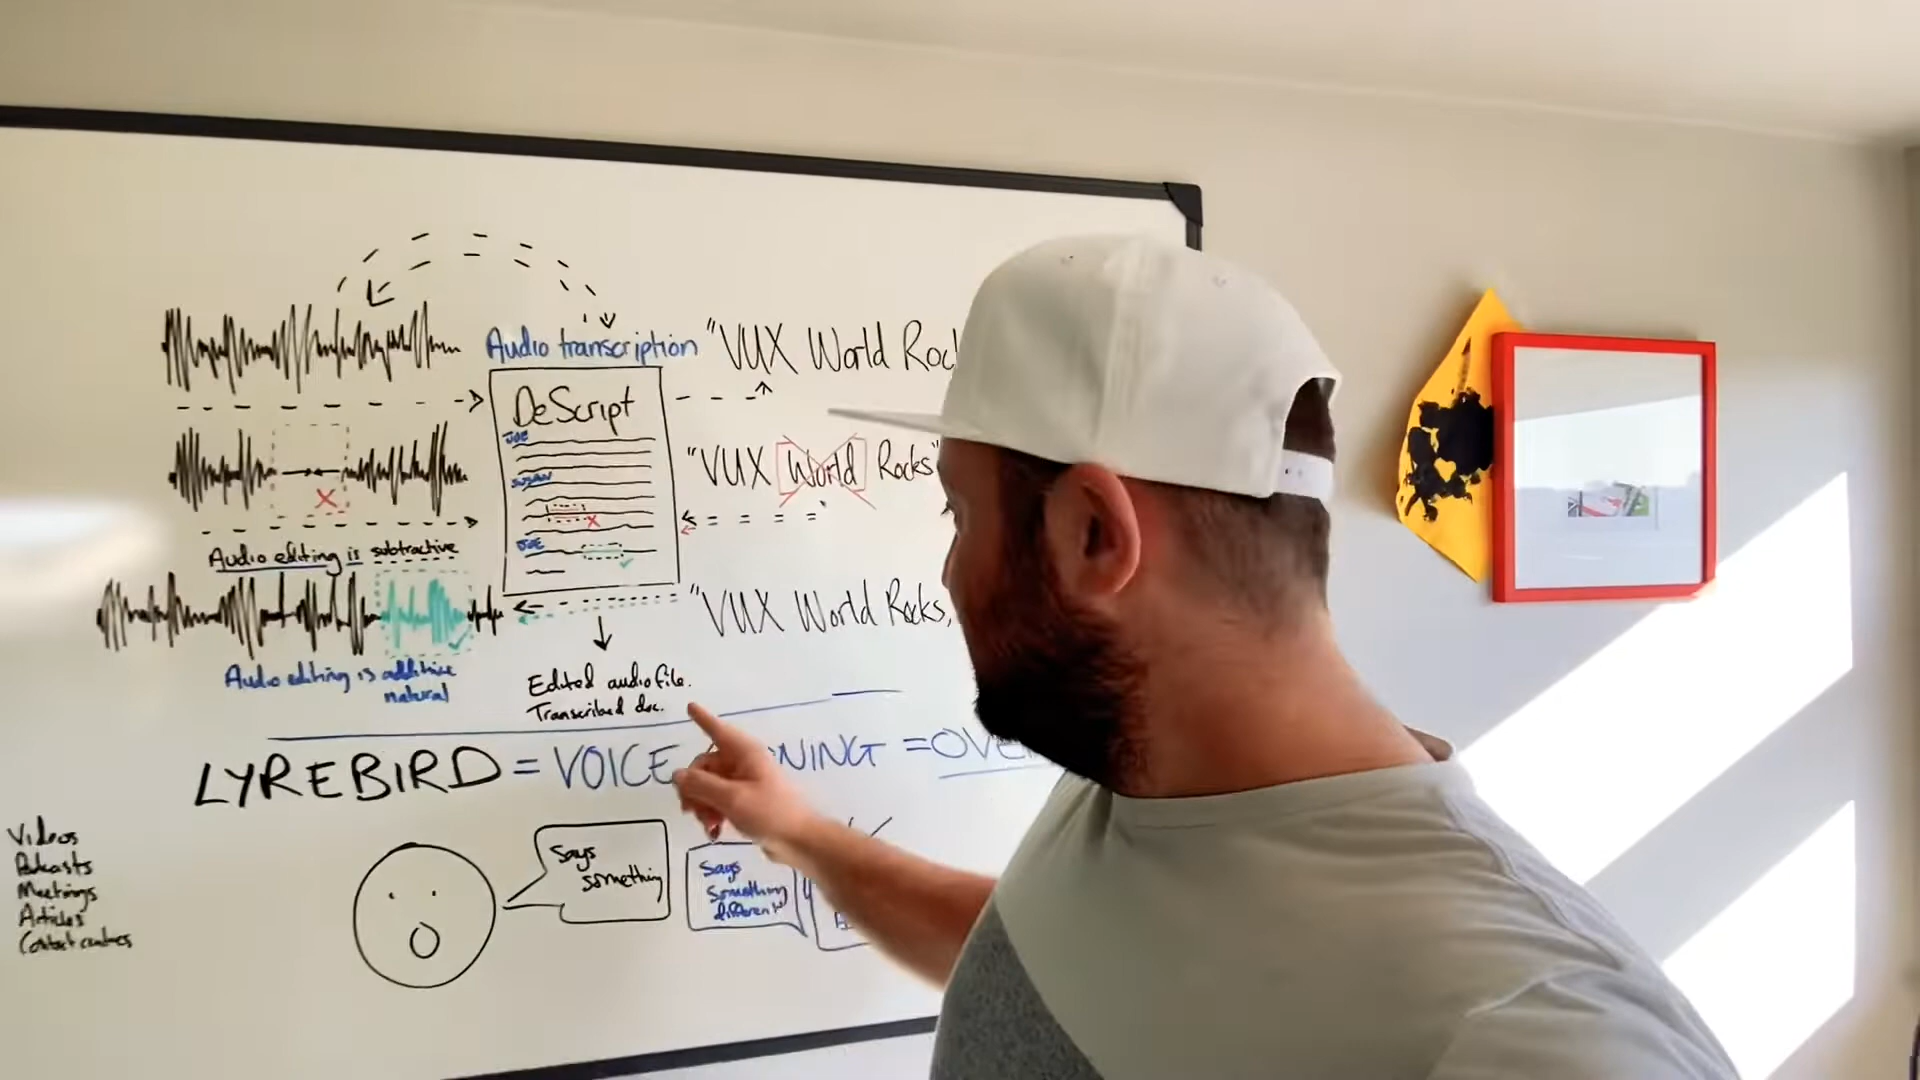 Audio transcription
"VUX World Roc
DeScript
JOE
SUSAN
JOE
"VUX World Rocks"
Audio editing is subtractive
"VUX World Rocks,
Audio editing is additive
natural
Edited audio file.
Transcribed doc.
LYREBIRD = VOICE NING = OVE
Says
something
Says
Something
different
Videos
Podcasts
Meetings
Articles
Contact centres